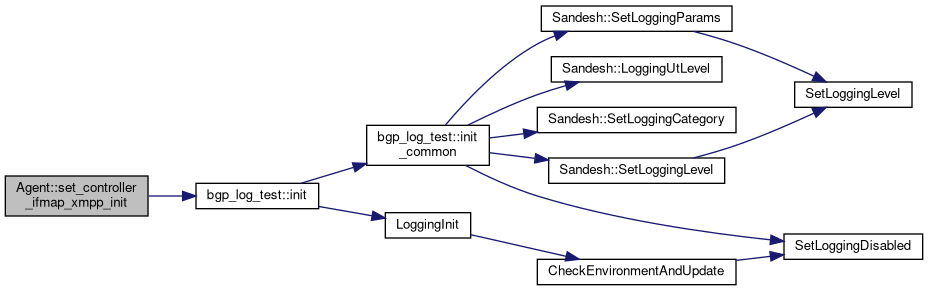 Agent::set_controller
_ifmap_xmpp_init
bgp_log_test::init
bgp_log_test::init
_common
LoggingInit
Sandesh::SetLoggingParams
Sandesh::LoggingUtLevel
Sandesh::SetLoggingCategory
Sandesh::SetLoggingLevel
CheckEnvironmentAndUpdate
SetLoggingLevel
SetLoggingDisabled